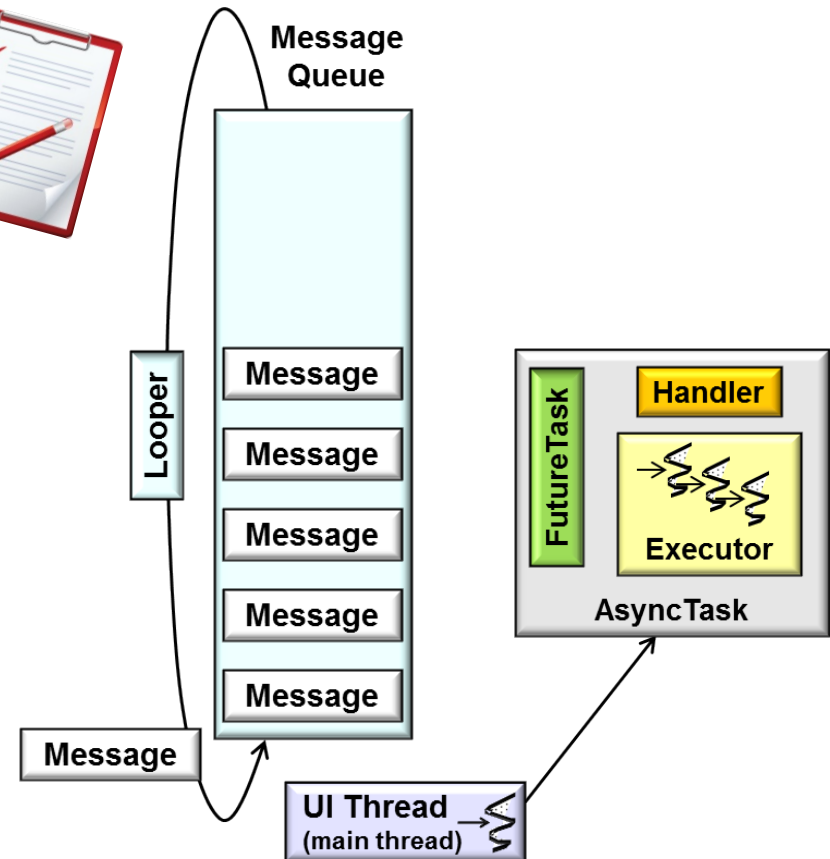 Message
Queue
Looper
Message
Message
Message
Message
Message
Message
FutureTask
Handler
Executor
AsyncTask
UI Thread
(main thread)